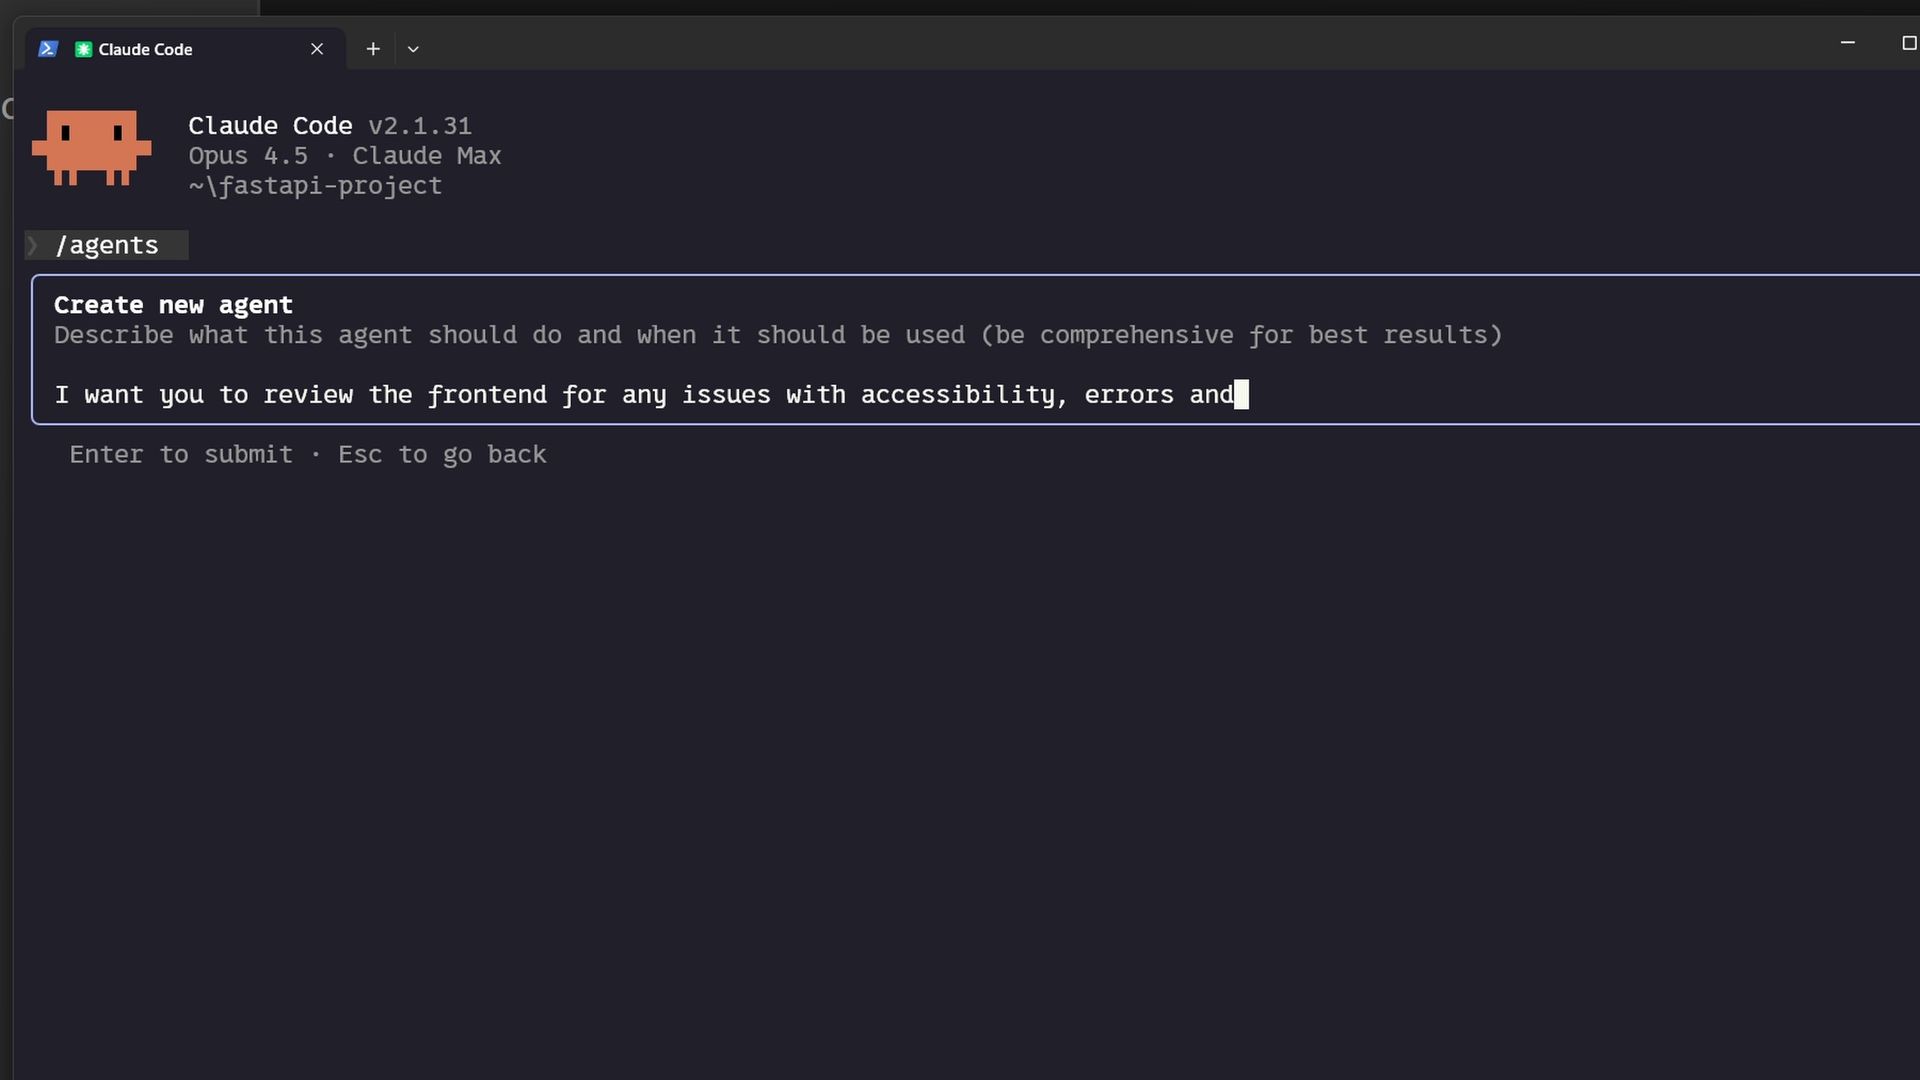 Claude Code
Claude Code v2.1.31
Opus 4.5 · Claude Max
~\fastapi-project
❯ /agents
Create new agent
Describe what this agent should do and when it should be used (be comprehensive for best results)
I want you to review the frontend for any issues with accessibility, errors and
Enter to submit · Esc to go back